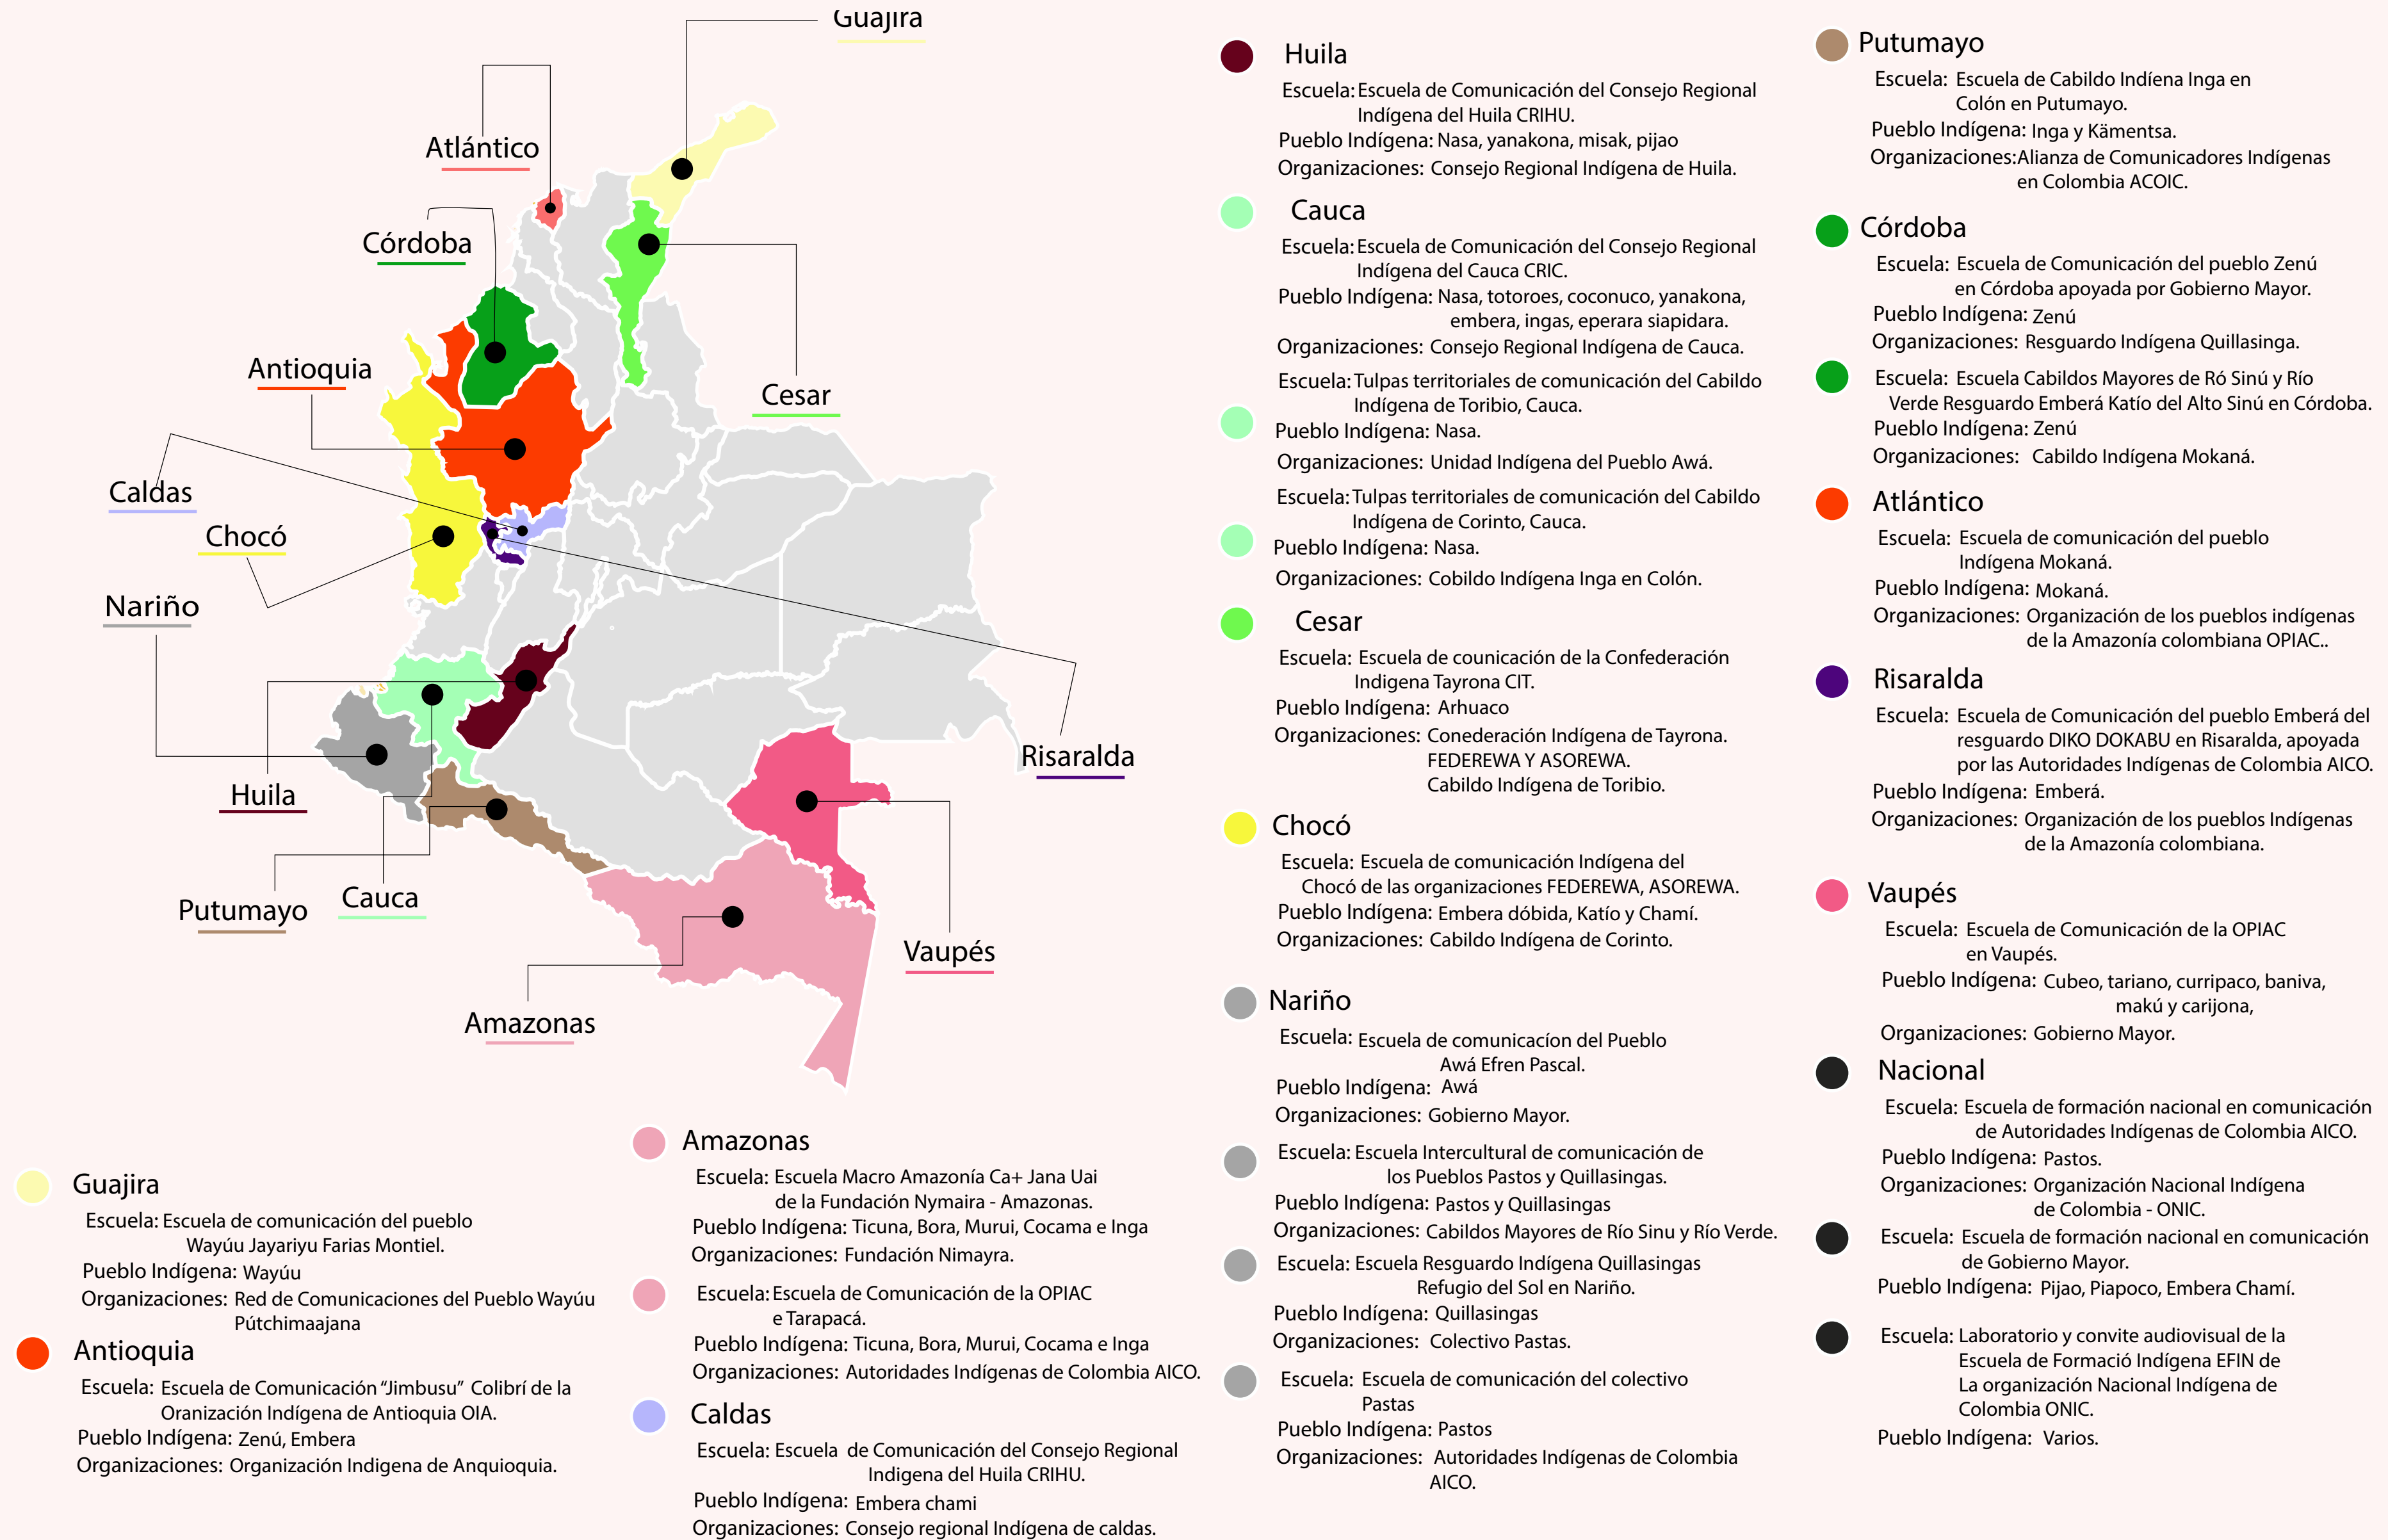 Guajira
Atlántico
Córdoba
Antioquia
Cesar
Caldas
Chocó
Nariño
Risaralda
Huila
Cauca
Putumayo
Vaupés
Amazonas
Guajira
Escuela: Escuela de comunicación del pueblo
Wayúu Jayariyu Farias Montiel.
Pueblo Indígena: Wayúu
Organizaciones: Red de Comunicaciones del Pueblo Wayúu
Pútchimaajana
Antioquia
Escuela: Escuela de Comunicación “Jimbusu” Colibrí de la
Oranización Indígena de Antioquia OIA.
Pueblo Indígena: Zenú, Embera
Organizaciones: Organización Indigena de Anquioquia.
Amazonas
Escuela: Escuela Macro Amazonía Ca+ Jana Uai
de la Fundación Nymaira - Amazonas.
Pueblo Indígena: Ticuna, Bora, Murui, Cocama e Inga
Organizaciones: Fundación Nimayra.
Escuela: Escuela de Comunicación de la OPIAC
e Tarapacá.
Pueblo Indígena: Ticuna, Bora, Murui, Cocama e Inga
Organizaciones: Autoridades Indígenas de Colombia AICO.
Caldas
Escuela: Escuela de Comunicación del Consejo Regional
Indigena del Huila CRIHU.
Pueblo Indígena: Embera chami
Organizaciones: Consejo regional Indígena de caldas.
Huila
Escuela: Escuela de Comunicación del Consejo Regional
Indígena del Huila CRIHU.
Pueblo Indígena: Nasa, yanakona, misak, pijao
Organizaciones: Consejo Regional Indígena de Huila.
Cauca
Escuela: Escuela de Comunicación del Consejo Regional
Indígena del Cauca CRIC.
Pueblo Indígena: Nasa, totoroes, coconuco, yanakona,
embera, ingas, eperara siapidara.
Organizaciones: Consejo Regional Indígena de Cauca.
Escuela: Tulpas territoriales de comunicación del Cabildo
Indígena de Toribio, Cauca.
Pueblo Indígena: Nasa.
Organizaciones: Unidad Indígena del Pueblo Awá.
Escuela: Tulpas territoriales de comunicación del Cabildo
Indígena de Corinto, Cauca.
Pueblo Indígena: Nasa.
Organizaciones: Cobildo Indígena Inga en Colón.
Cesar
Escuela: Escuela de counicación de la Confederación
Indigena Tayrona CIT.
Pueblo Indígena: Arhuaco
Organizaciones: Conederación Indígena de Tayrona.
FEDEREWA Y ASOREWA.
Cabildo Indígena de Toribio.
Chocó
Escuela: Escuela de comunicación Indígena del
Chocó de las organizaciones FEDEREWA, ASOREWA.
Pueblo Indígena: Embera dóbida, Katío y Chamí.
Organizaciones: Cabildo Indígena de Corinto.
Nariño
Escuela: Escuela de comunicacíon del Pueblo
Awá Efren Pascal.
Pueblo Indígena: Awá
Organizaciones: Gobierno Mayor.
Escuela: Escuela Intercultural de comunicación de
los Pueblos Pastos y Quillasingas.
Pueblo Indígena: Pastos y Quillasingas
Organizaciones: Cabildos Mayores de Río Sinu y Río Verde.
Escuela: Escuela Resguardo Indígena Quillasingas
Refugio del Sol en Nariño.
Pueblo Indígena: Quillasingas
Organizaciones: Colectivo Pastas.
Escuela: Escuela de comunicación del colectivo
Pastas
Pueblo Indígena: Pastos
Organizaciones: Autoridades Indígenas de Colombia
AICO.
Putumayo
Escuela: Escuela de Cabildo Indíena Inga en
Colón en Putumayo.
Pueblo Indígena: Inga y Kämentsa.
Organizaciones:Alianza de Comunicadores Indígenas
en Colombia ACOIC.
Córdoba
Escuela: Escuela de Comunicación del pueblo Zenú
en Córdoba apoyada por Gobierno Mayor.
Pueblo Indígena: Zenú
Organizaciones: Resguardo Indígena Quillasinga.
Escuela: Escuela Cabildos Mayores de Ró Sinú y Río
Verde Resguardo Emberá Katío del Alto Sinú en Córdoba.
Pueblo Indígena: Zenú
Organizaciones: Cabildo Indígena Mokaná.
Atlántico
Escuela: Escuela de comunicación del pueblo
Indígena Mokaná.
Pueblo Indígena: Mokaná.
Organizaciones: Organización de los pueblos indígenas
de la Amazonía colombiana OPIAC..
Risaralda
Escuela: Escuela de Comunicación del pueblo Emberá del
resguardo DIKO DOKABU en Risaralda, apoyada
por las Autoridades Indígenas de Colombia AICO.
Pueblo Indígena: Emberá.
Organizaciones: Organización de los pueblos Indígenas
de la Amazonía colombiana.
Vaupés
Escuela: Escuela de Comunicación de la OPIAC
en Vaupés.
Pueblo Indígena: Cubeo, tariano, curripaco, baniva,
makú y carijona,
Organizaciones: Gobierno Mayor.
Nacional
Escuela: Escuela de formación nacional en comunicación
de Autoridades Indígenas de Colombia AICO.
Pueblo Indígena: Pastos.
Organizaciones: Organización Nacional Indígena
de Colombia - ONIC.
Escuela: Escuela de formación nacional en comunicación
de Gobierno Mayor.
Pueblo Indígena: Pijao, Piapoco, Embera Chamí.
Escuela: Laboratorio y convite audiovisual de la
Escuela de Formació Indígena EFIN de
La organización Nacional Indígena de
Colombia ONIC.
Pueblo Indígena: Varios.